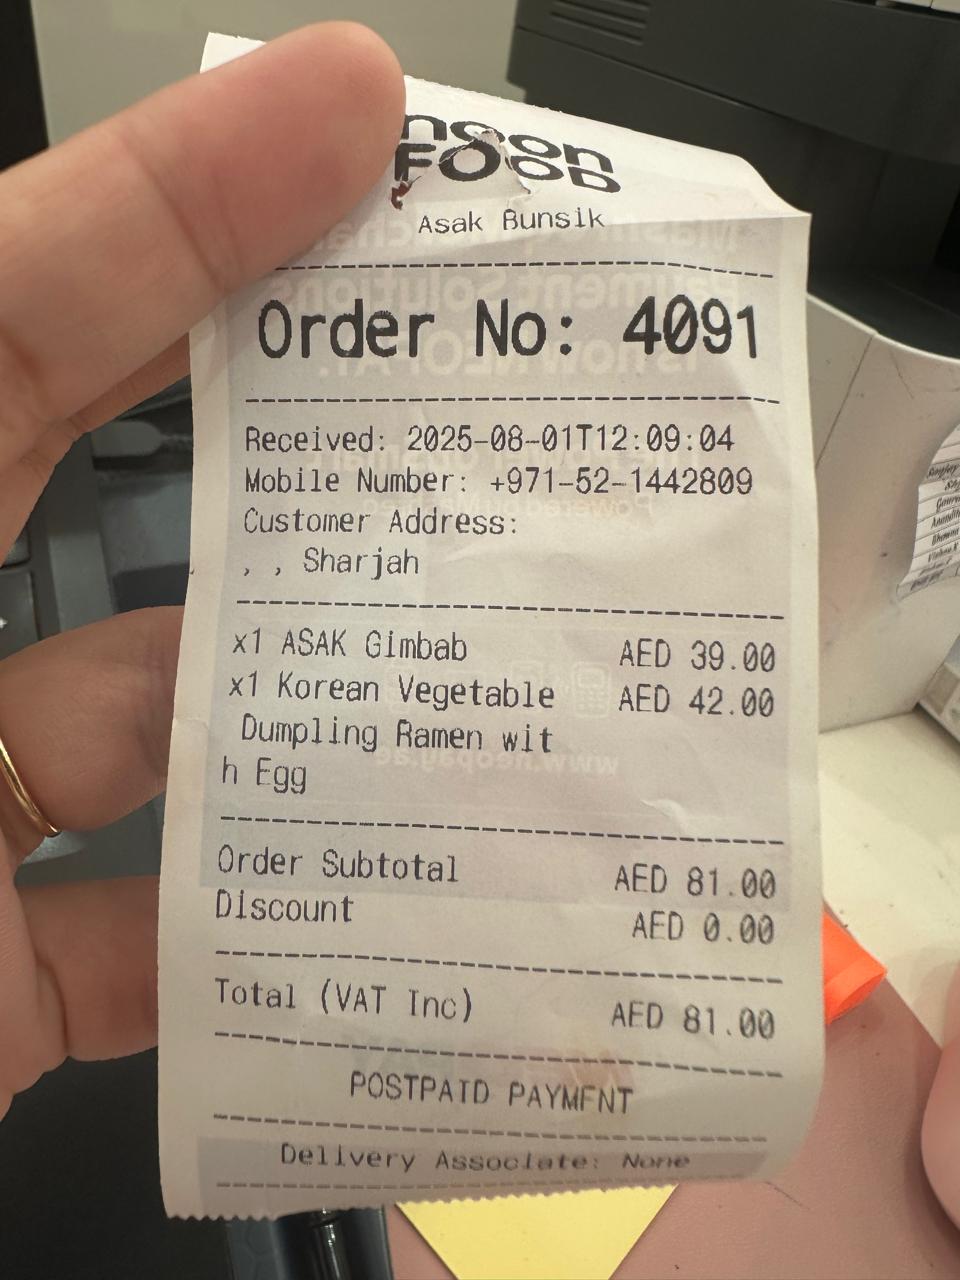 noon
FOOD
Asak Bunsik
Order No: 4091
Received: 2025-08-01T12:09:04
Mobile Number: +971-52-1442809
Customer Address:
, , Sharjah
x1 ASAK Gimbab AED 39.00
x1 Korean Vegetable AED 42.00
Dumpling Ramen wit
h Egg
Order Subtotal AED 81.00
Discount AED 0.00
Total (VAT Inc) AED 81.00
POSTPAID PAYMENT
Delivery Associate: None
www.neopay.ae